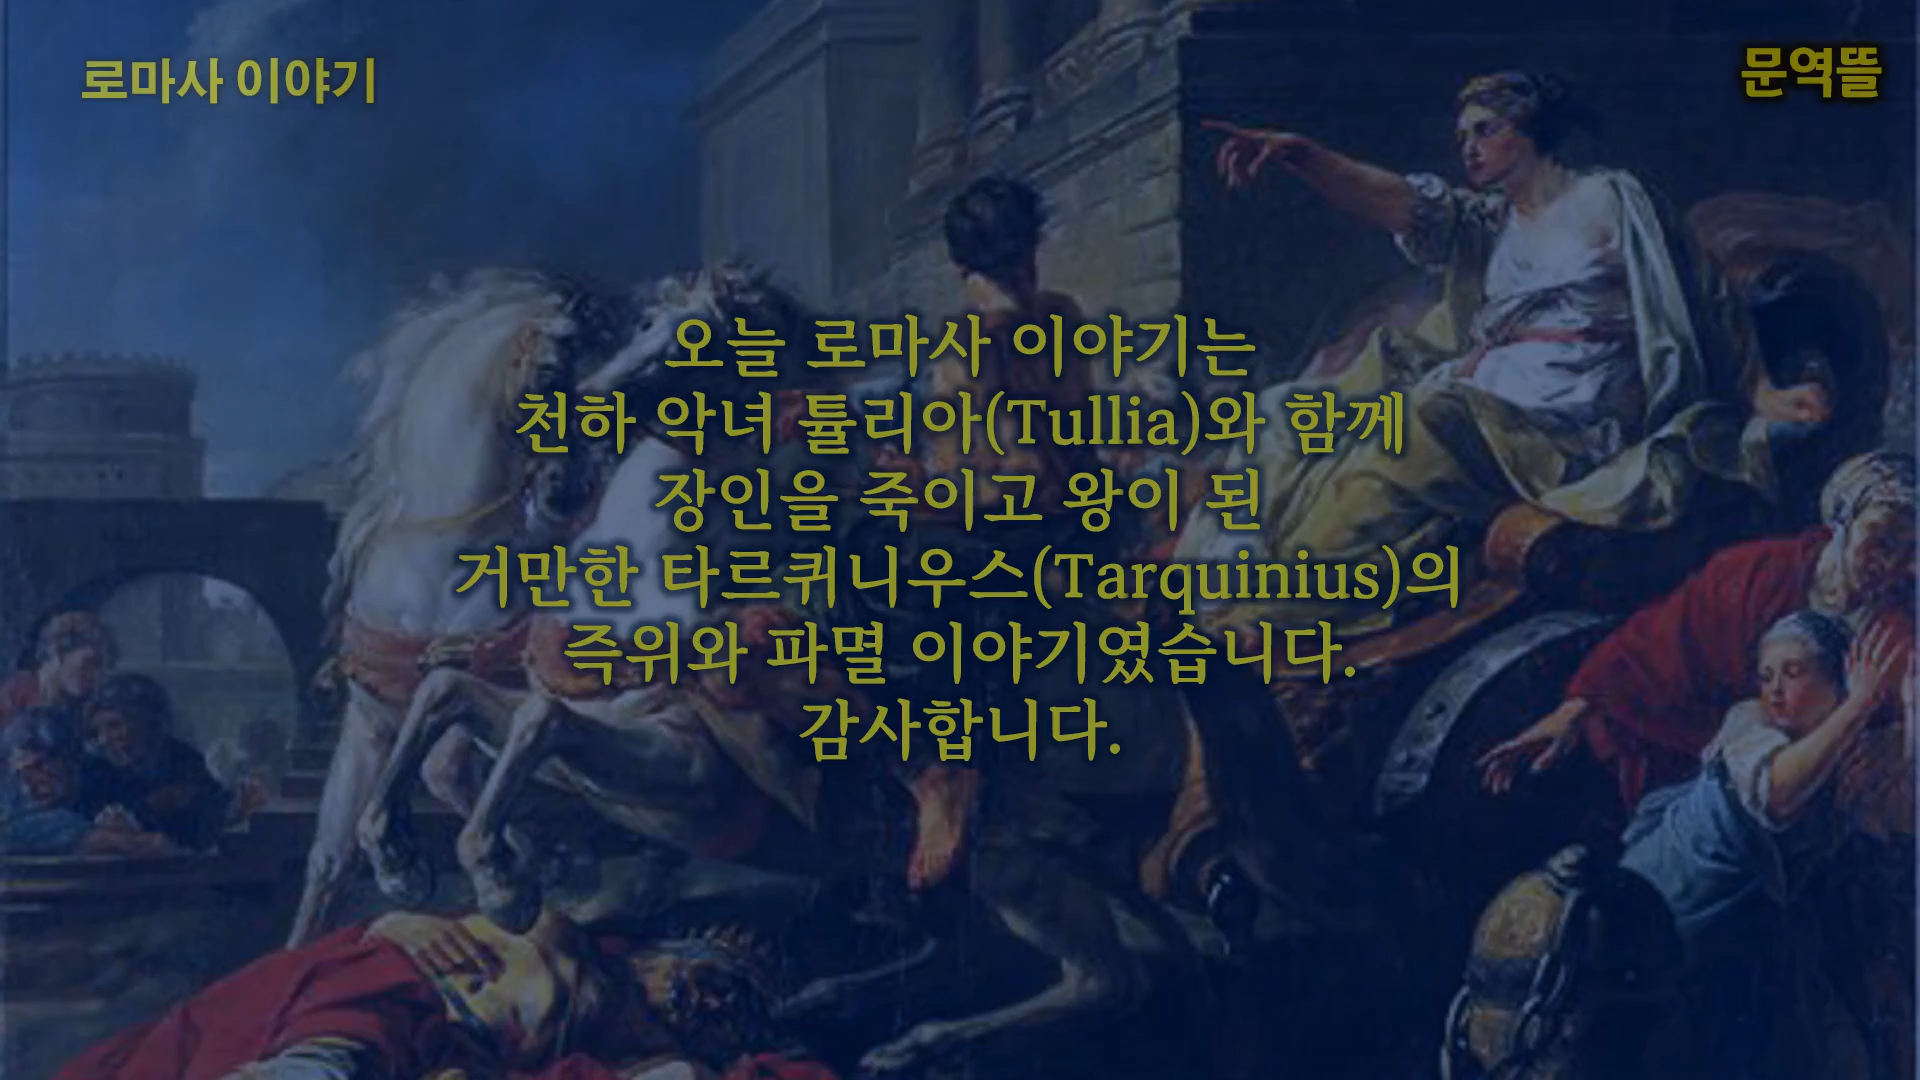 로마사 이야기
문역뜰
오늘 로마사 이야기는
천하 악녀 튤리아(Tullia)와 함께
장인을 죽이고 왕이 된
거만한 타르퀴니우스(Tarquinius)의
즉위와 파멸 이야기였습니다.
감사합니다.